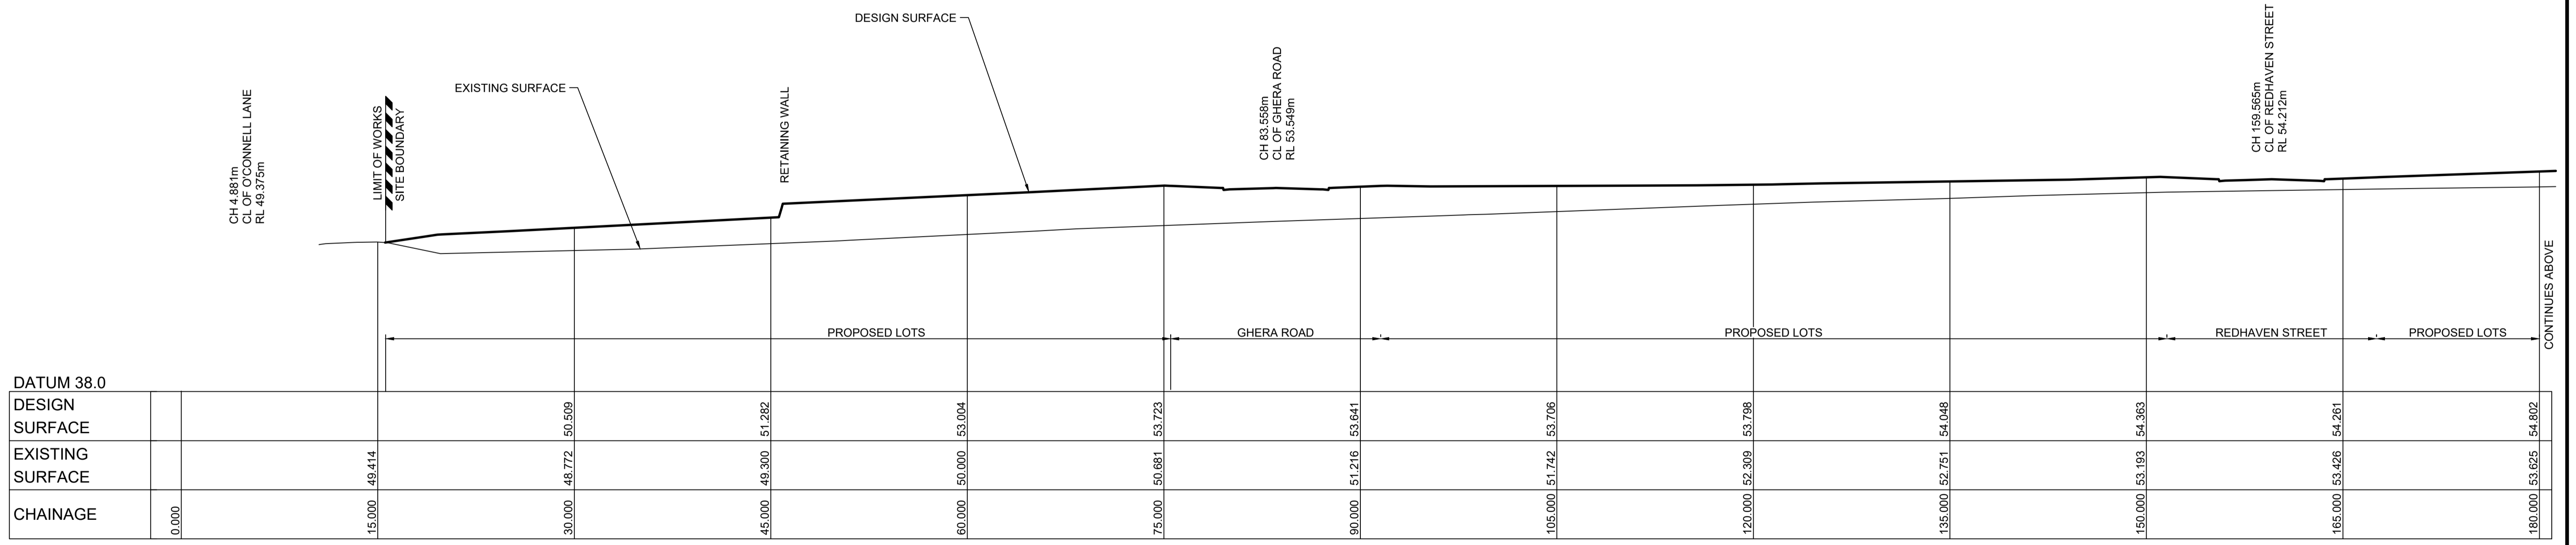 DESIGN SURFACE
EXISTING SURFACE
CH 4.881m
CL OF O'CONNELL LANE
RL 49.375m
LIMIT OF WORKS
SITE BOUNDARY
RETAINING WALL
CH 83.558m
CL OF GHERA ROAD
RL 53.549m
CH 159.565m
CL OF REDHAVEN STREET
RL 54.212m
CONTINUES ABOVE
PROPOSED LOTS
GHERA ROAD
PROPOSED LOTS
REDHAVEN STREET
PROPOSED LOTS
DATUM 38.0
DESIGN
SURFACE
50.509
51.282
53.004
53.723
53.641
53.706
53.798
54.048
54.363
54.261
54.802
EXISTING
SURFACE
49.414
48.772
49.300
50.000
50.681
51.216
51.742
52.309
52.751
53.193
53.426
53.625
CHAINAGE
0.000
15.000
30.000
45.000
60.000
75.000
90.000
105.000
120.000
135.000
150.000
165.000
180.000